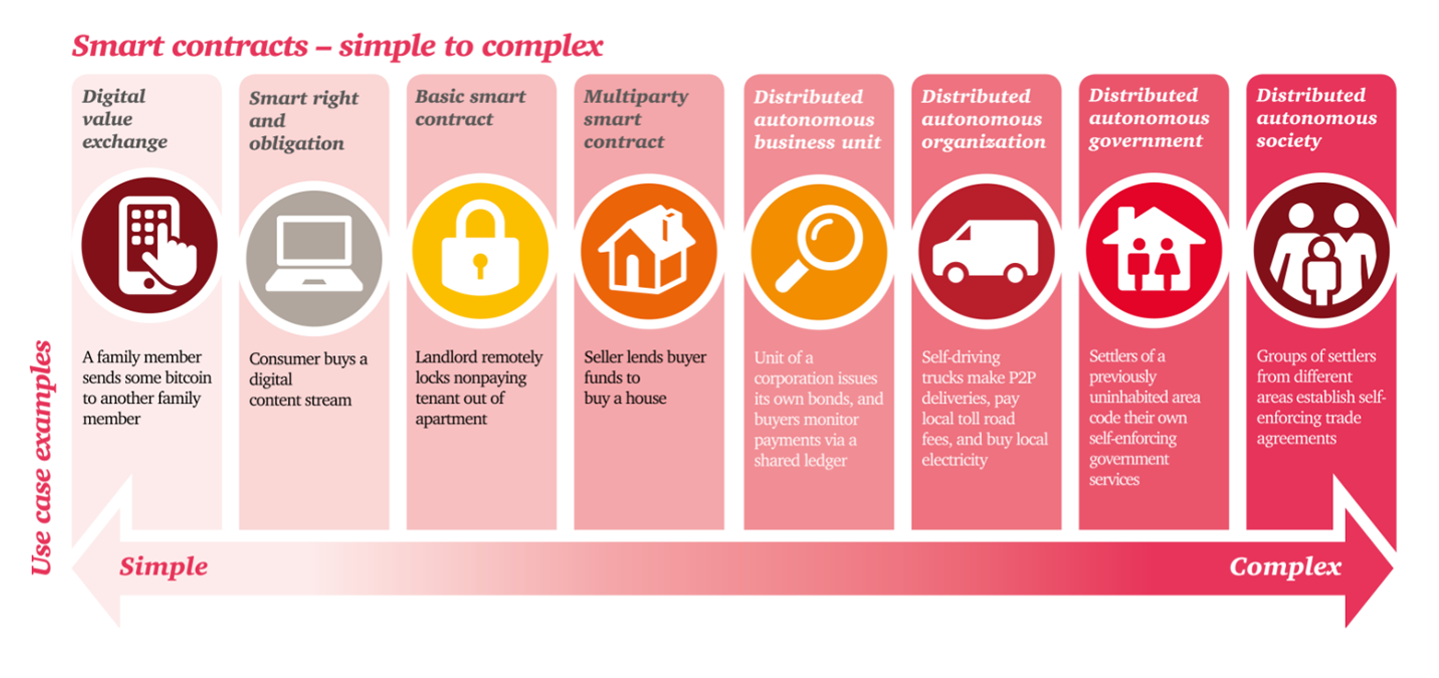 Smart contracts – simple to complex
Digital
value
exchange
A family member
sends some bitcoin
to another family
member
Smart right
and
obligation
Consumer buys a
digital
content stream
Basic smart
contract
Landlord remotely
locks nonpaying
tenant out of
apartment
Multiparty
smart
contract
Seller lends buyer
funds to
buy a house
Distributed
autonomous
business unit
Unit of a
corporation issues
its own bonds, and
buyers monitor
payments via a
shared ledger
Distributed
autonomous
organization
Self-driving
trucks make P2P
deliveries, pay
local toll road
fees, and buy local
electricity
Distributed
autonomous
government
Settlers of a
previously
uninhabited area
code their own
self-enforcing
government
services
Distributed
autonomous
society
Groups of settlers
from different
areas establish self-
enforcing trade
agreements
Use case examples
Simple
Complex